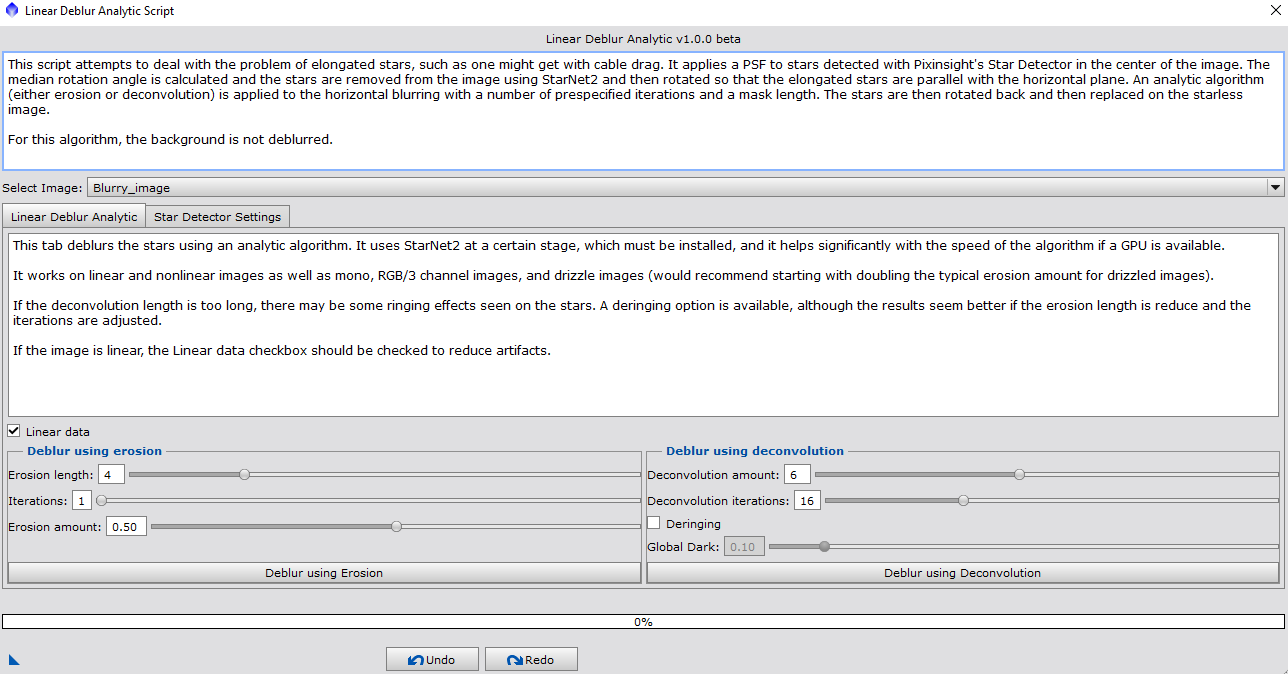 Linear Deblur Analytic Script
Linear Deblur Analytic v1.0.0 beta
This script attempts to deal with the problem of elongated stars, such as one might get with cable drag. It applies a PSF to stars detected with Pixinsight's Star Detector in the center of the image. The
median rotation angle is calculated and the stars are removed from the image using StarNet2 and then rotated so that the elongated stars are parallel with the horizontal plane. An analytic algorithm
(either erosion or deconvolution) is applied to the horizontal blurring with a number of prespecified iterations and a mask length. The stars are then rotated back and then replaced on the starless
image.
For this algorithm, the background is not deblurred.
Select Image: Blurry_image
Linear Deblur Analytic Star Detector Settings
This tab deblurs the stars using an analytic algorithm. It uses StarNet2 at a certain stage, which must be installed, and it helps significantly with the speed of the algorithm if a GPU is available.
It works on linear and nonlinear images as well as mono, RGB/3 channel images, and drizzle images (would recommend starting with doubling the typical erosion amount for drizzled images).
If the deconvolution length is too long, there may be some ringing effects seen on the stars. A deringing option is available, although the results seem better if the erosion length is reduce and the
iterations are adjusted.
If the image is linear, the Linear data checkbox should be checked to reduce artifacts.
Linear data
Deblur using erosion
Erosion length: 4
Iterations: 1
Erosion amount: 0.50
Deblur using Erosion
Deblur using deconvolution
Deconvolution amount: 6
Deconvolution iterations: 16
Deringing
Global Dark: 0.10
Deblur using Deconvolution
0%
Undo Redo